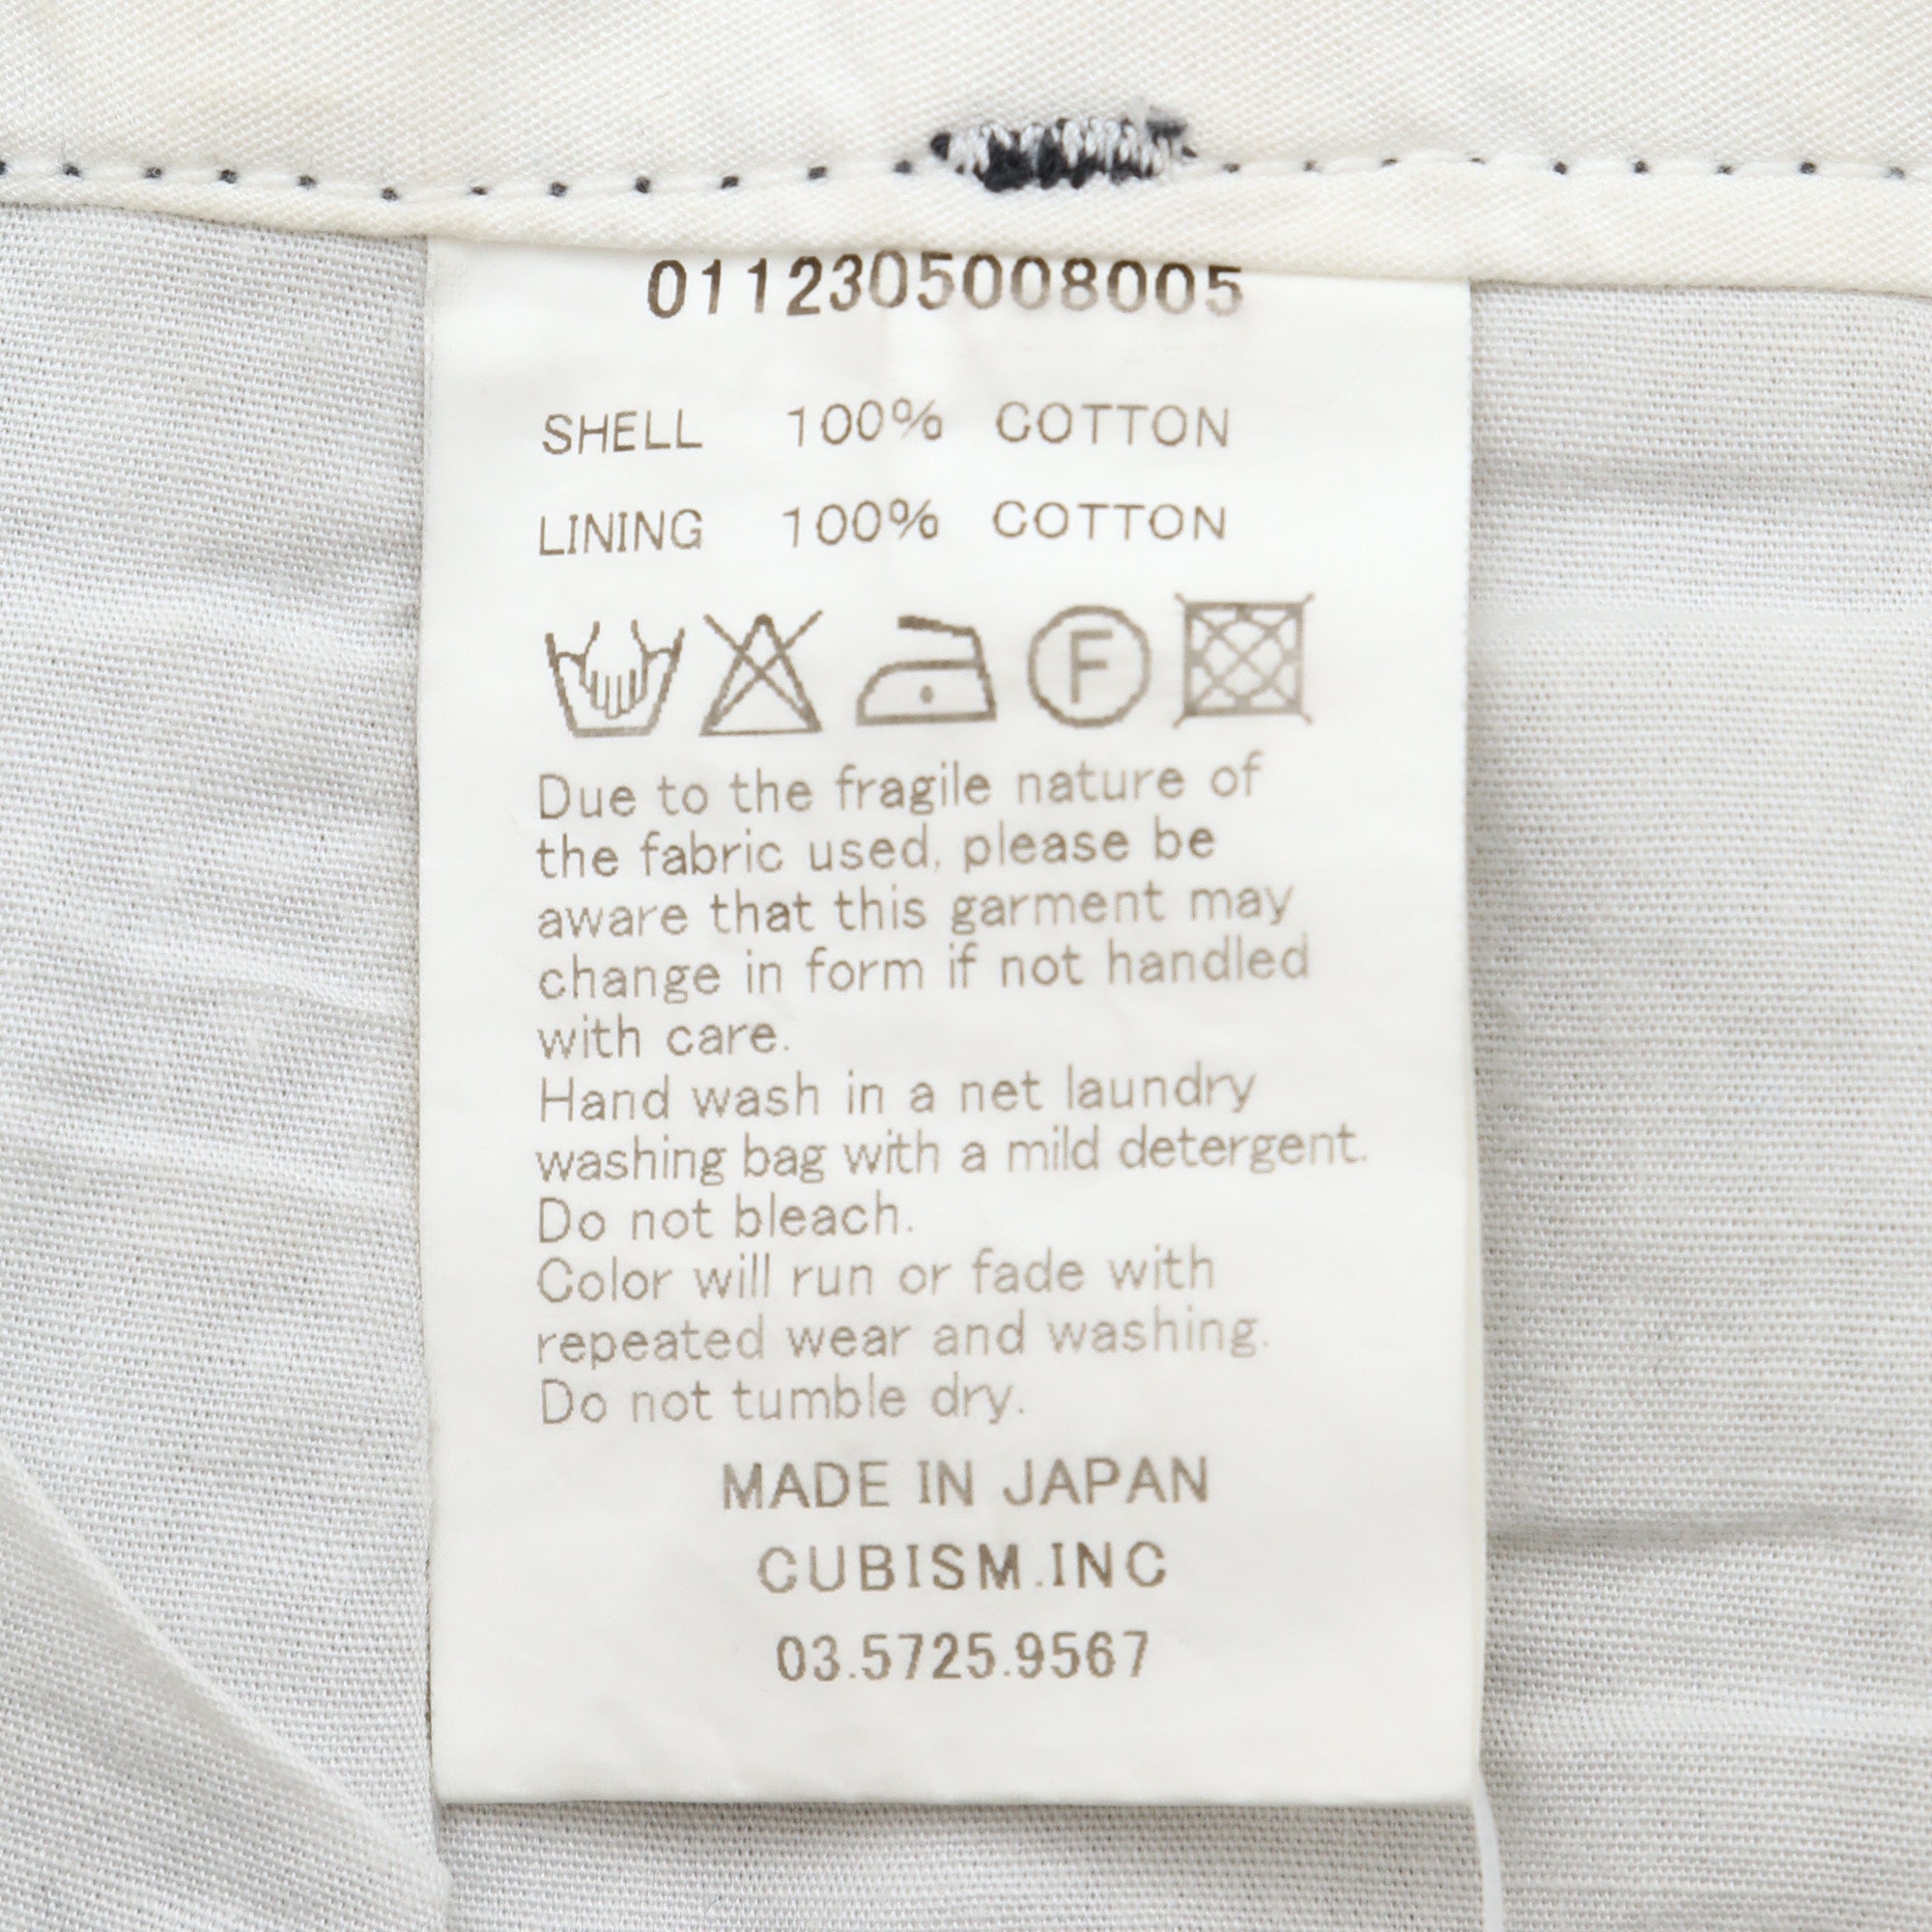 0112305008005
SHELL 100% COTTON
LINING 100% COTTON
F
Due to the fragile nature of
the fabric used, please be
aware that this garment may
change in form if not handled
with care.
Hand wash in a net laundry
washing bag with a mild detergent.
Do not bleach.
Color will run or fade with
repeated wear and washing.
Do not tumble dry.
MADE IN JAPAN
CUBISM.INC
03.5725.9567